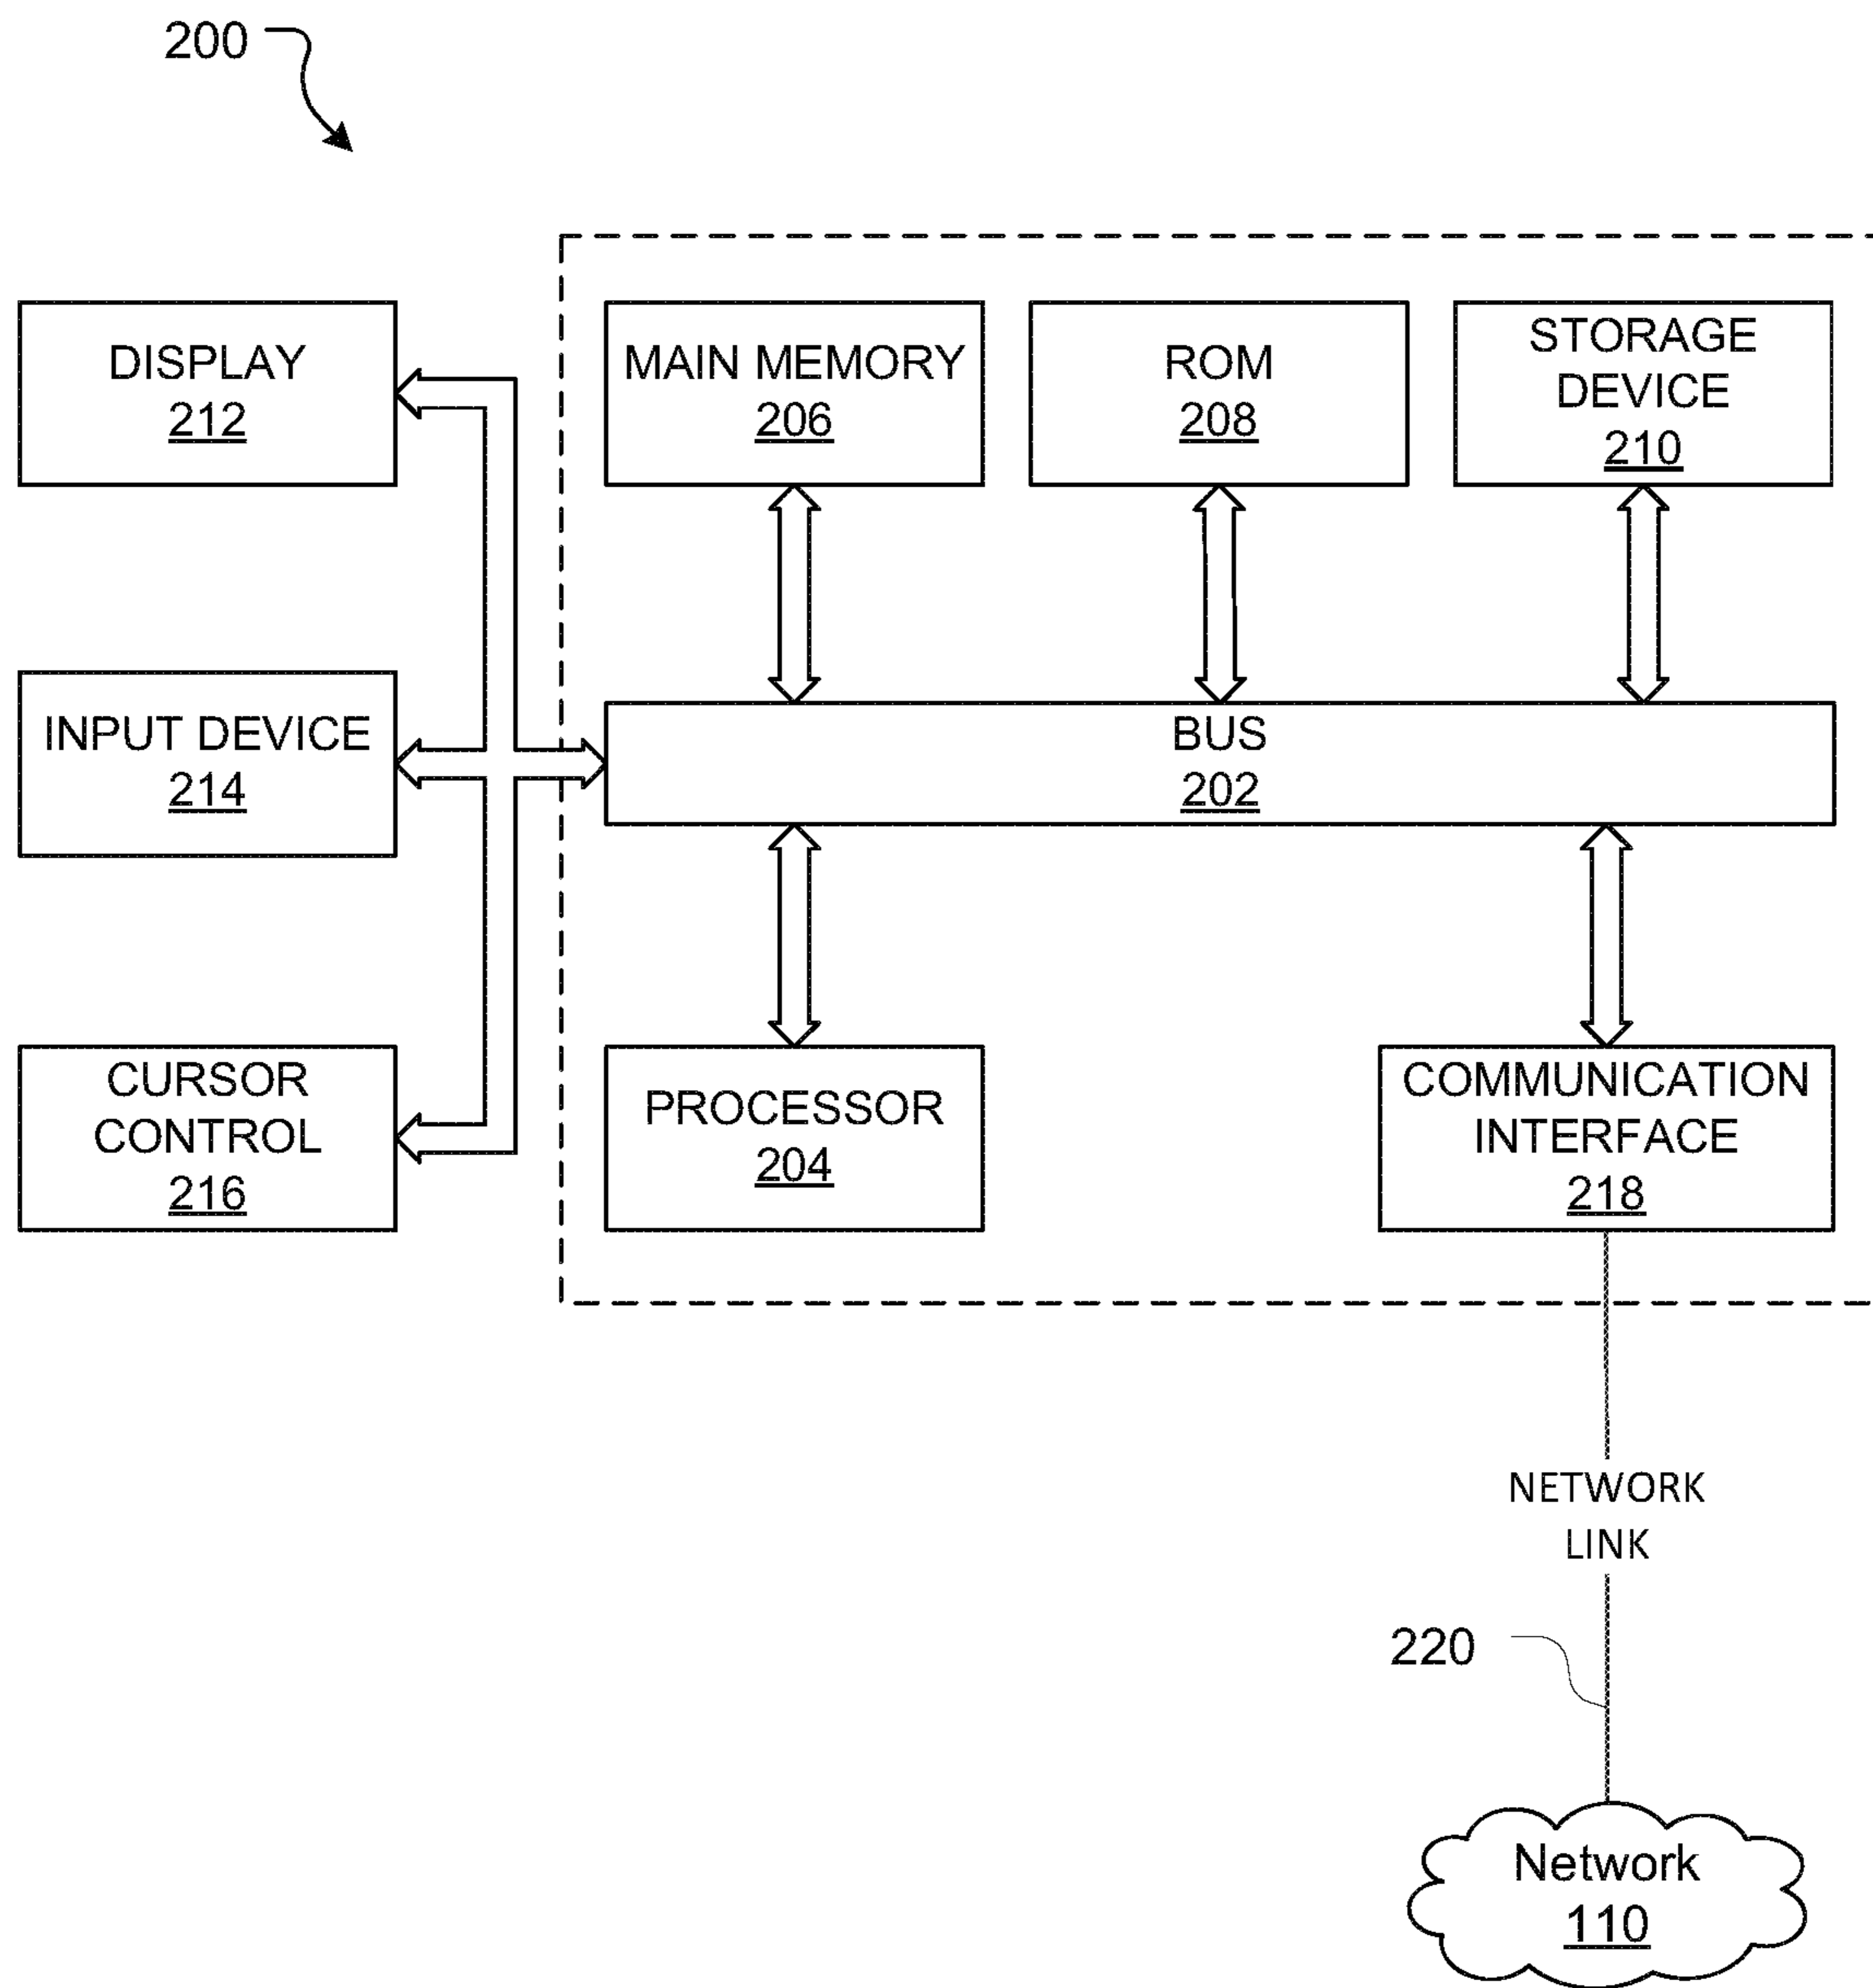 200
DISPLAY
212
MAIN MEMORY
206
ROM
208
STORAGE
DEVICE
210
INPUT DEVICE
214
BUS
202
CURSOR
CONTROL
216
PROCESSOR
204
COMMUNICATION
INTERFACE
218
NETWORK
LINK
220
Network
110